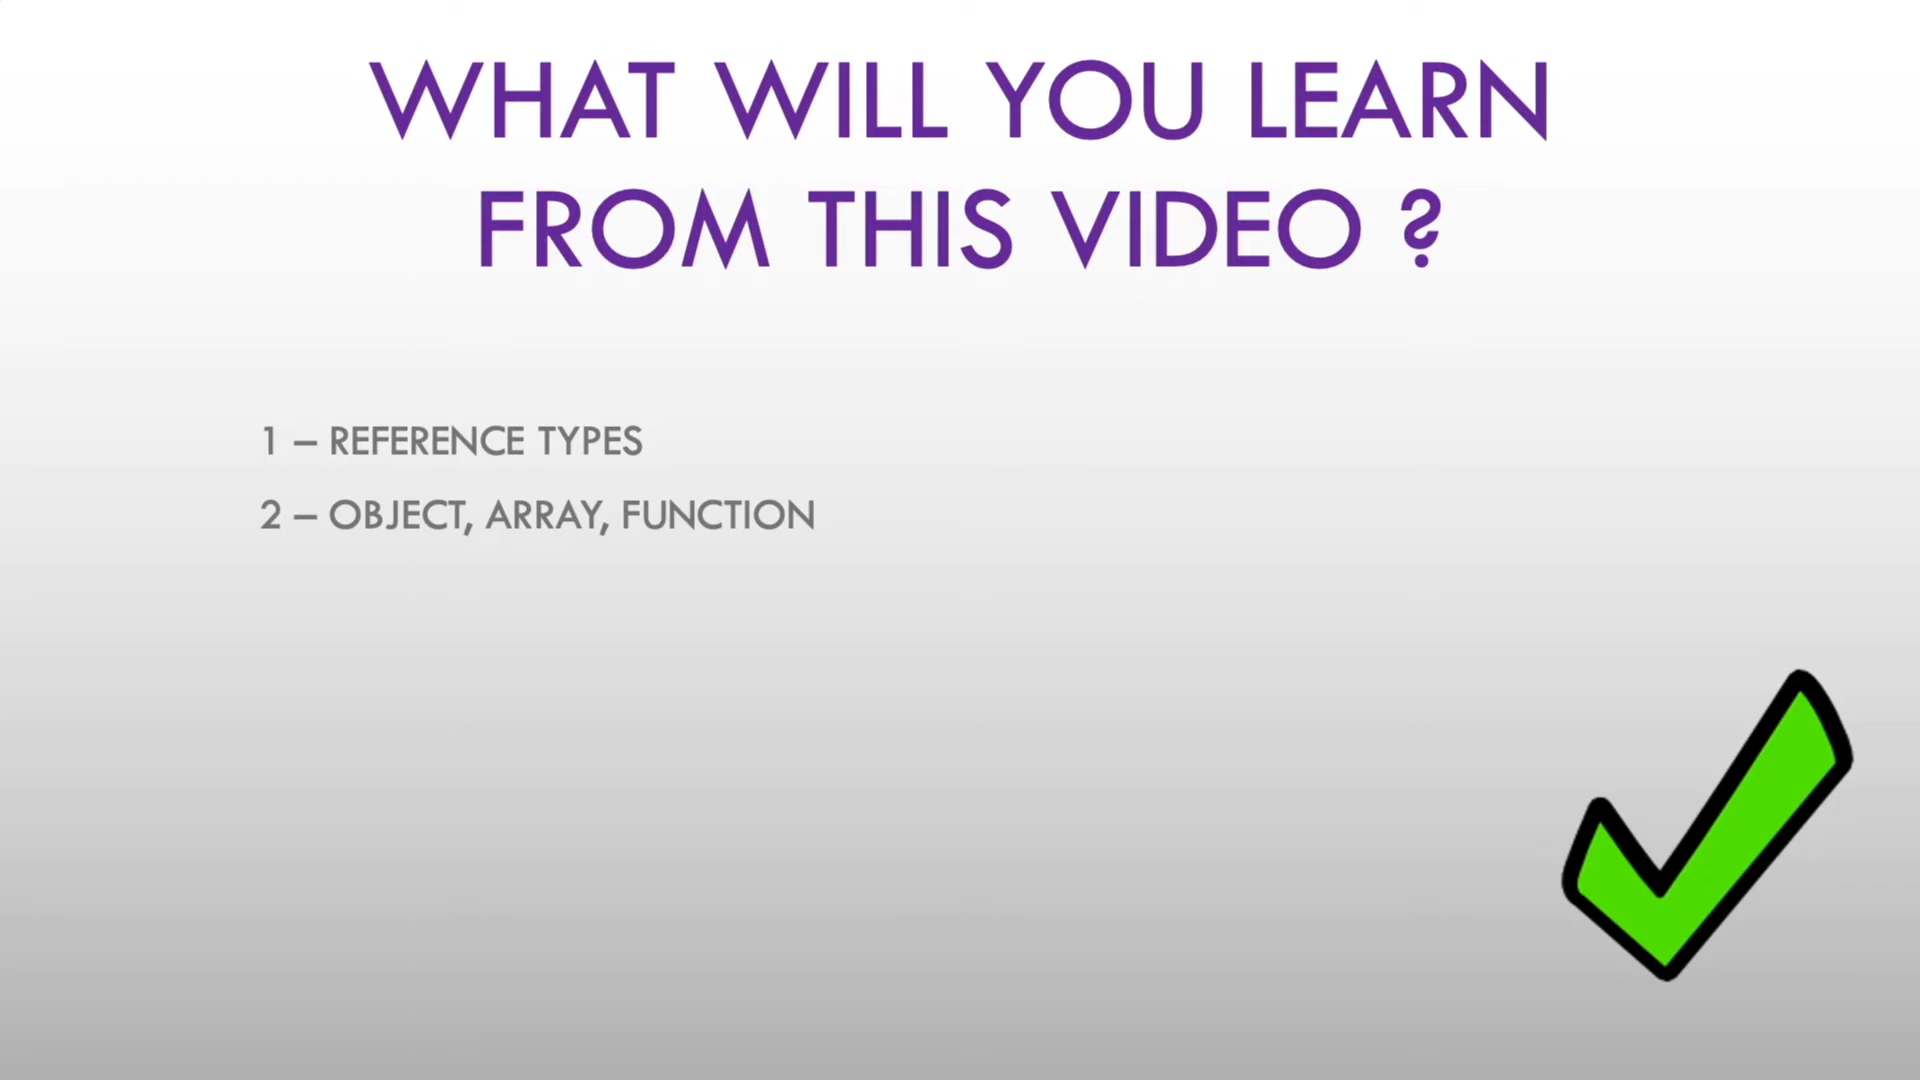 WHAT WILL YOU LEARN
FROM THIS VIDEO ?
1 – REFERENCE TYPES
2 – OBJECT, ARRAY, FUNCTION